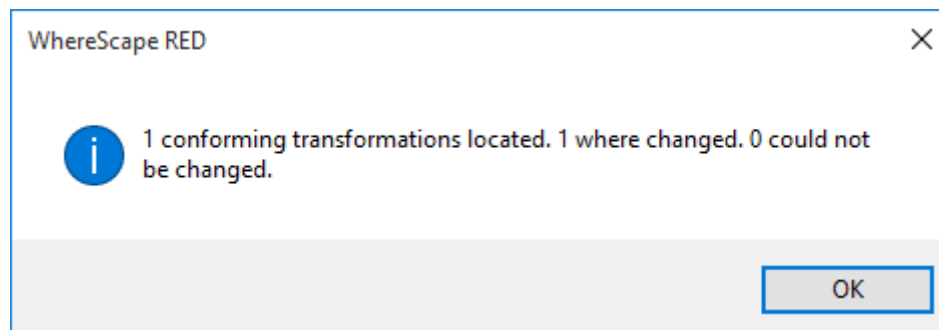 WhereScape RED
1 conforming transformations located. 1 where changed. 0 could not
be changed.
OK